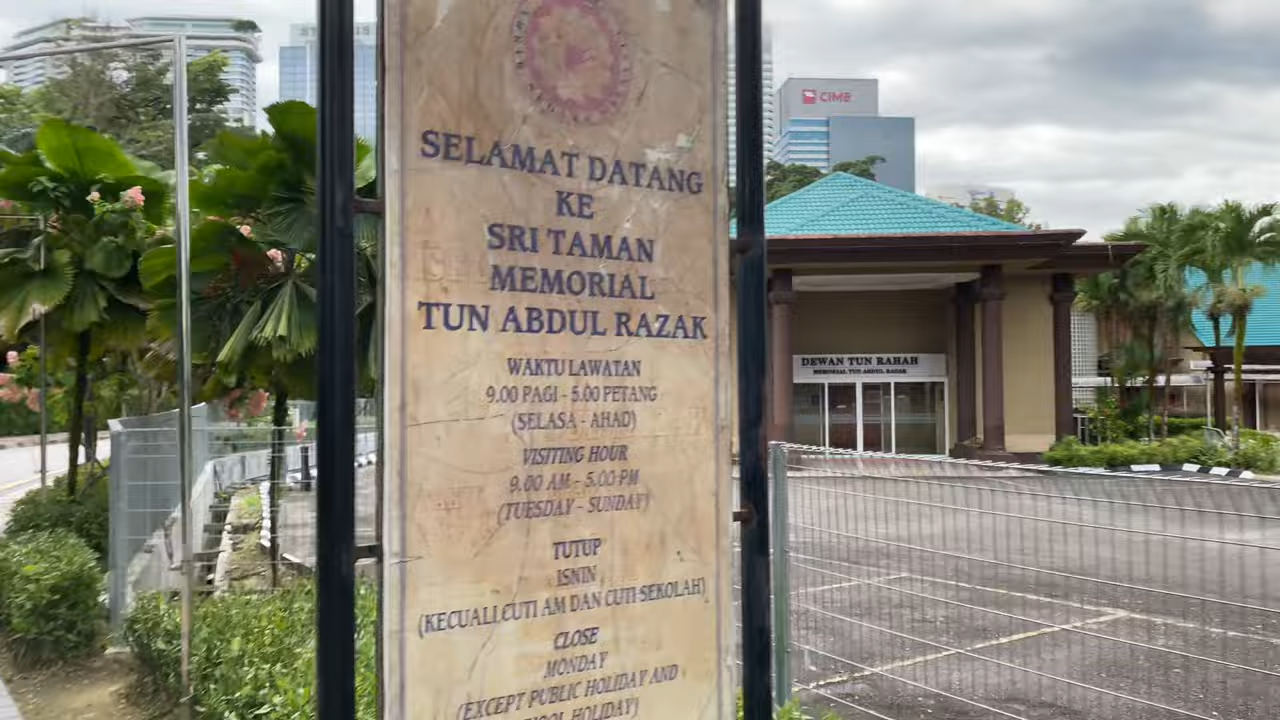 SELAMAT DATANG
KE
SRI TAMAN
MEMORIAL
TUN ABDUL RAZAK
WAKTU LAWATAN
9.00 PAGI - 5.00 PETANG
(SELASA - AHAD)
VISITING HOUR
9.00 AM - 5.00 PM
(TUESDAY - SUNDAY)
TUTUP
ISNIN
(KECUALI CUTI AM DAN CUTI SEKOLAH)
CLOSE
MONDAY
(EXCEPT PUBLIC HOLIDAY AND
HOLIDAY)
CIMB
DEWAN TUN RAHAH
MEMORIAL TUN ABDUL RAZAK